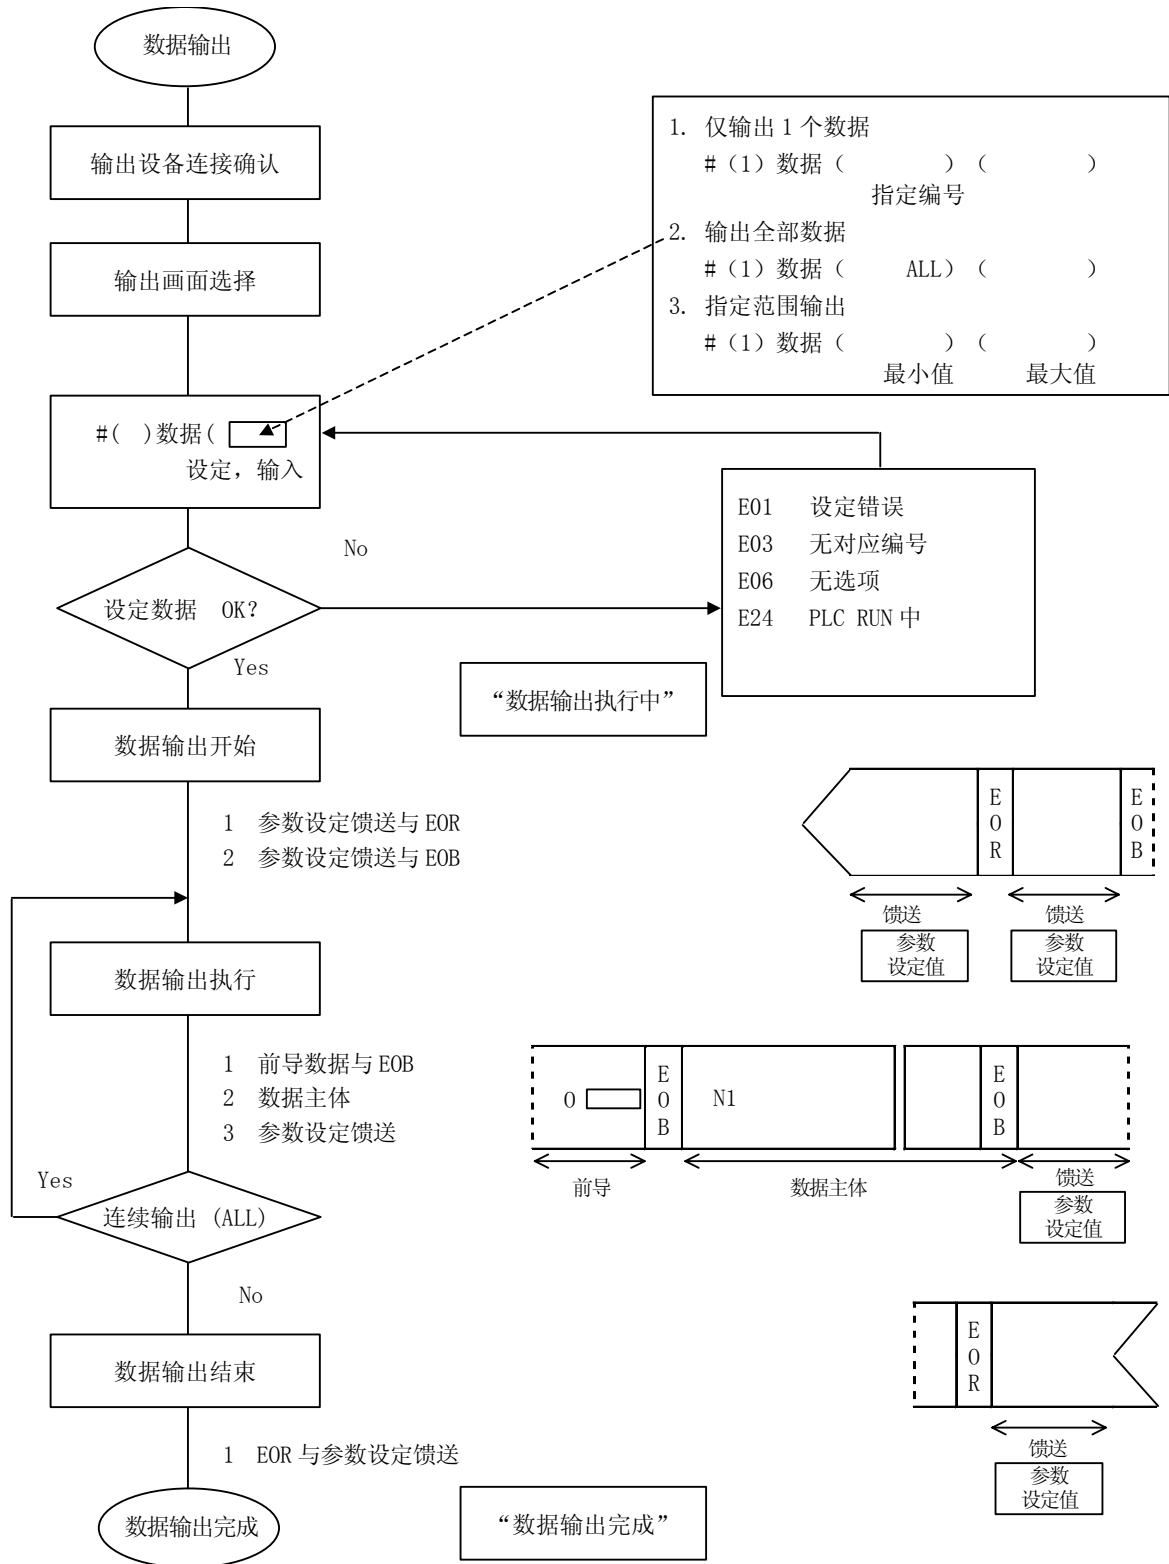 数据输出
输出设备连接确认
输出画面选择
1. 仅输出 1 个数据
#（1）数据（　　　　）（　　　　）
指定编号
2. 输出全部数据
#（1）数据（　　ALL）（　　　　）
3. 指定范围输出
#（1）数据（　　　　）（　　　　）
最小值　　最大值
#(　)数据(
设定，输入
No
设定数据　OK?
Yes
E01　设定错误
E03　无对应编号
E06　无选项
E24　PLC RUN 中
“数据输出执行中”
数据输出开始
1　参数设定馈送与 EOR
2　参数设定馈送与 EOB
E
O
R
E
O
B
馈送
参数
设定值
馈送
参数
设定值
数据输出执行
1　前导数据与 EOB
2　数据主体
3　参数设定馈送
O
E
O
B
N1
E
O
B
前导
数据主体
馈送
参数
设定值
Yes
连续输出 (ALL)
No
数据输出结束
E
O
R
馈送
参数
设定值
1　EOR 与参数设定馈送
数据输出完成
“数据输出完成”